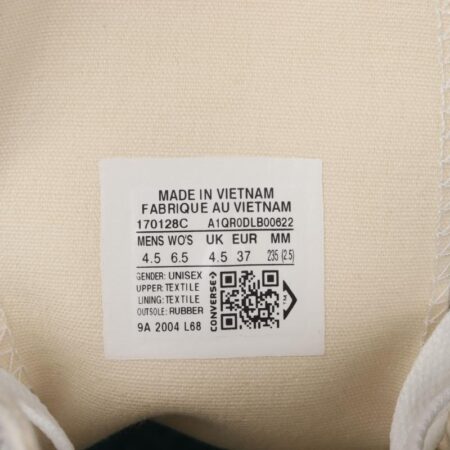 MADE IN VIETNAM
FABRIQUE AU VIETNAM
170128C A1QR0DLB00622
MENS WO'S UK EUR MM
4.5 6.5 4.5 37 235 (2.5)
GENDER: UNISEX
UPPER: TEXTILE
LINING: TEXTILE
OUTSOLE: RUBBER
9A 2004 L68
CONVERSE
TM